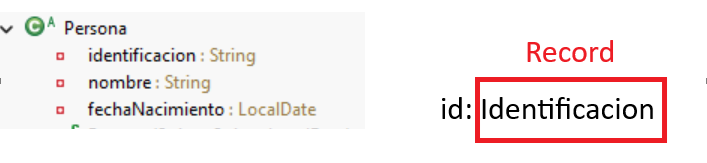 Persona
identificacion : String
nombre : String
fechaNacimiento : LocalDate
Record
id: Identificacion